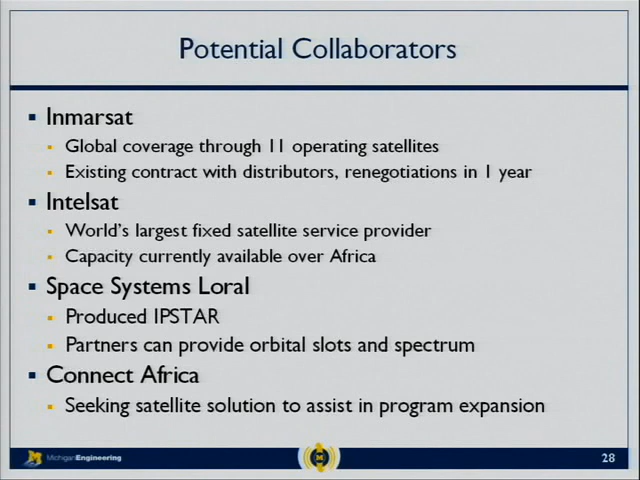 Potential Collaborators
Inmarsat
Global coverage through 11 operating satellites
Existing contract with distributors, renegotiations in 1 year
Intelsat
World's largest fixed satellite service provider
Capacity currently available over Africa
Space Systems Loral
Produced IPSTAR
Partners can provide orbital slots and spectrum
Connect Africa
Seeking satellite solution to assist in program expansion
MichiganEngineering
M
28